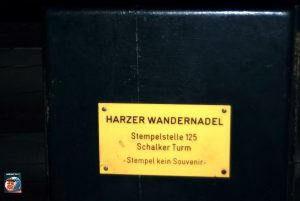 HARZER WANDERNADEL
Stempelstelle 125
Schalker Turm
-Stempel kein Souvenir-